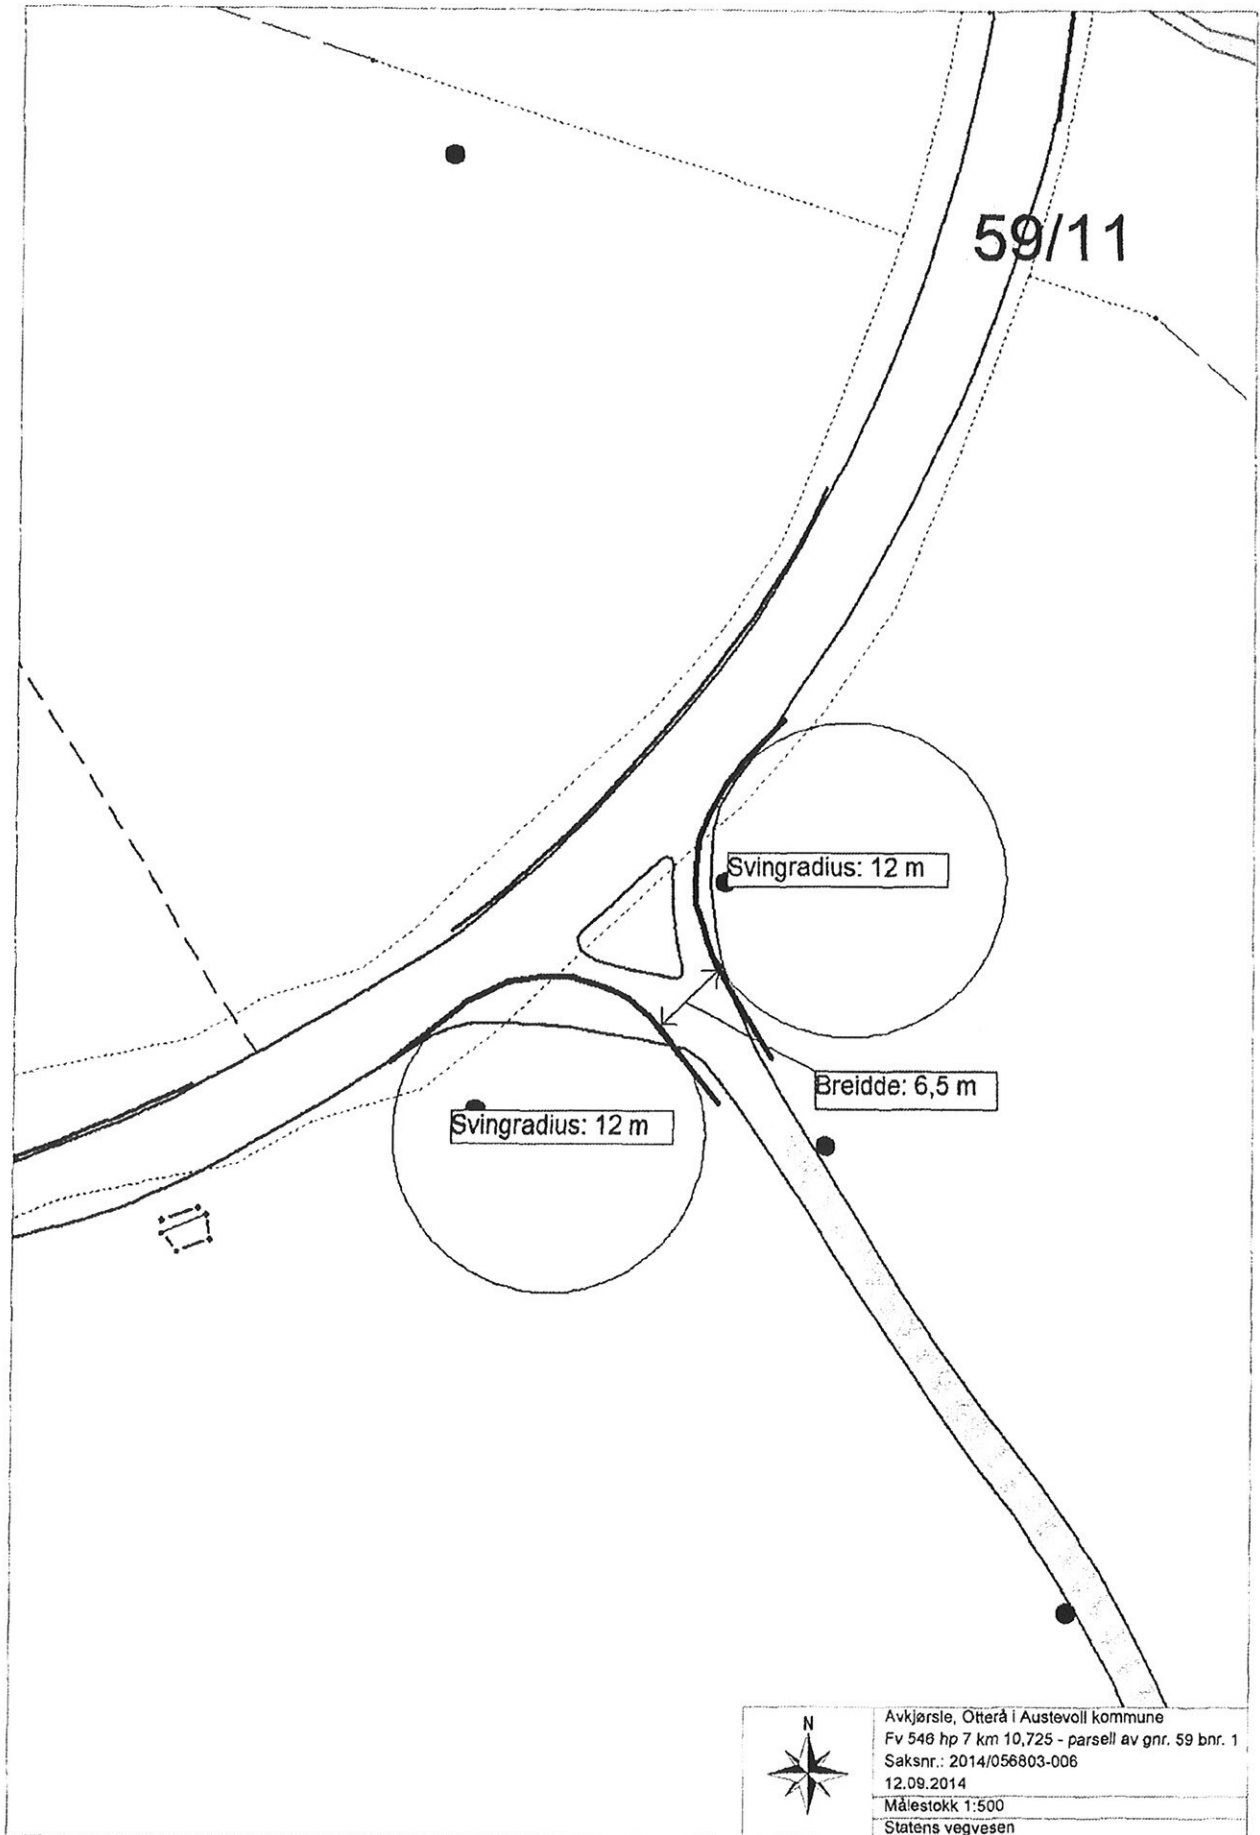 59/11
Svingradius: 12 m
Breidde: 6,5 m
Svingradius: 12 m
N
Avkjørsle, Otterå i Austevoll kommune
Fv 546 hp 7 km 10,725 - parsell av gnr. 59 bnr. 1
Saksnr.: 2014/056803-006
12.09.2014
Målestokk 1:500
Statens vegvesen